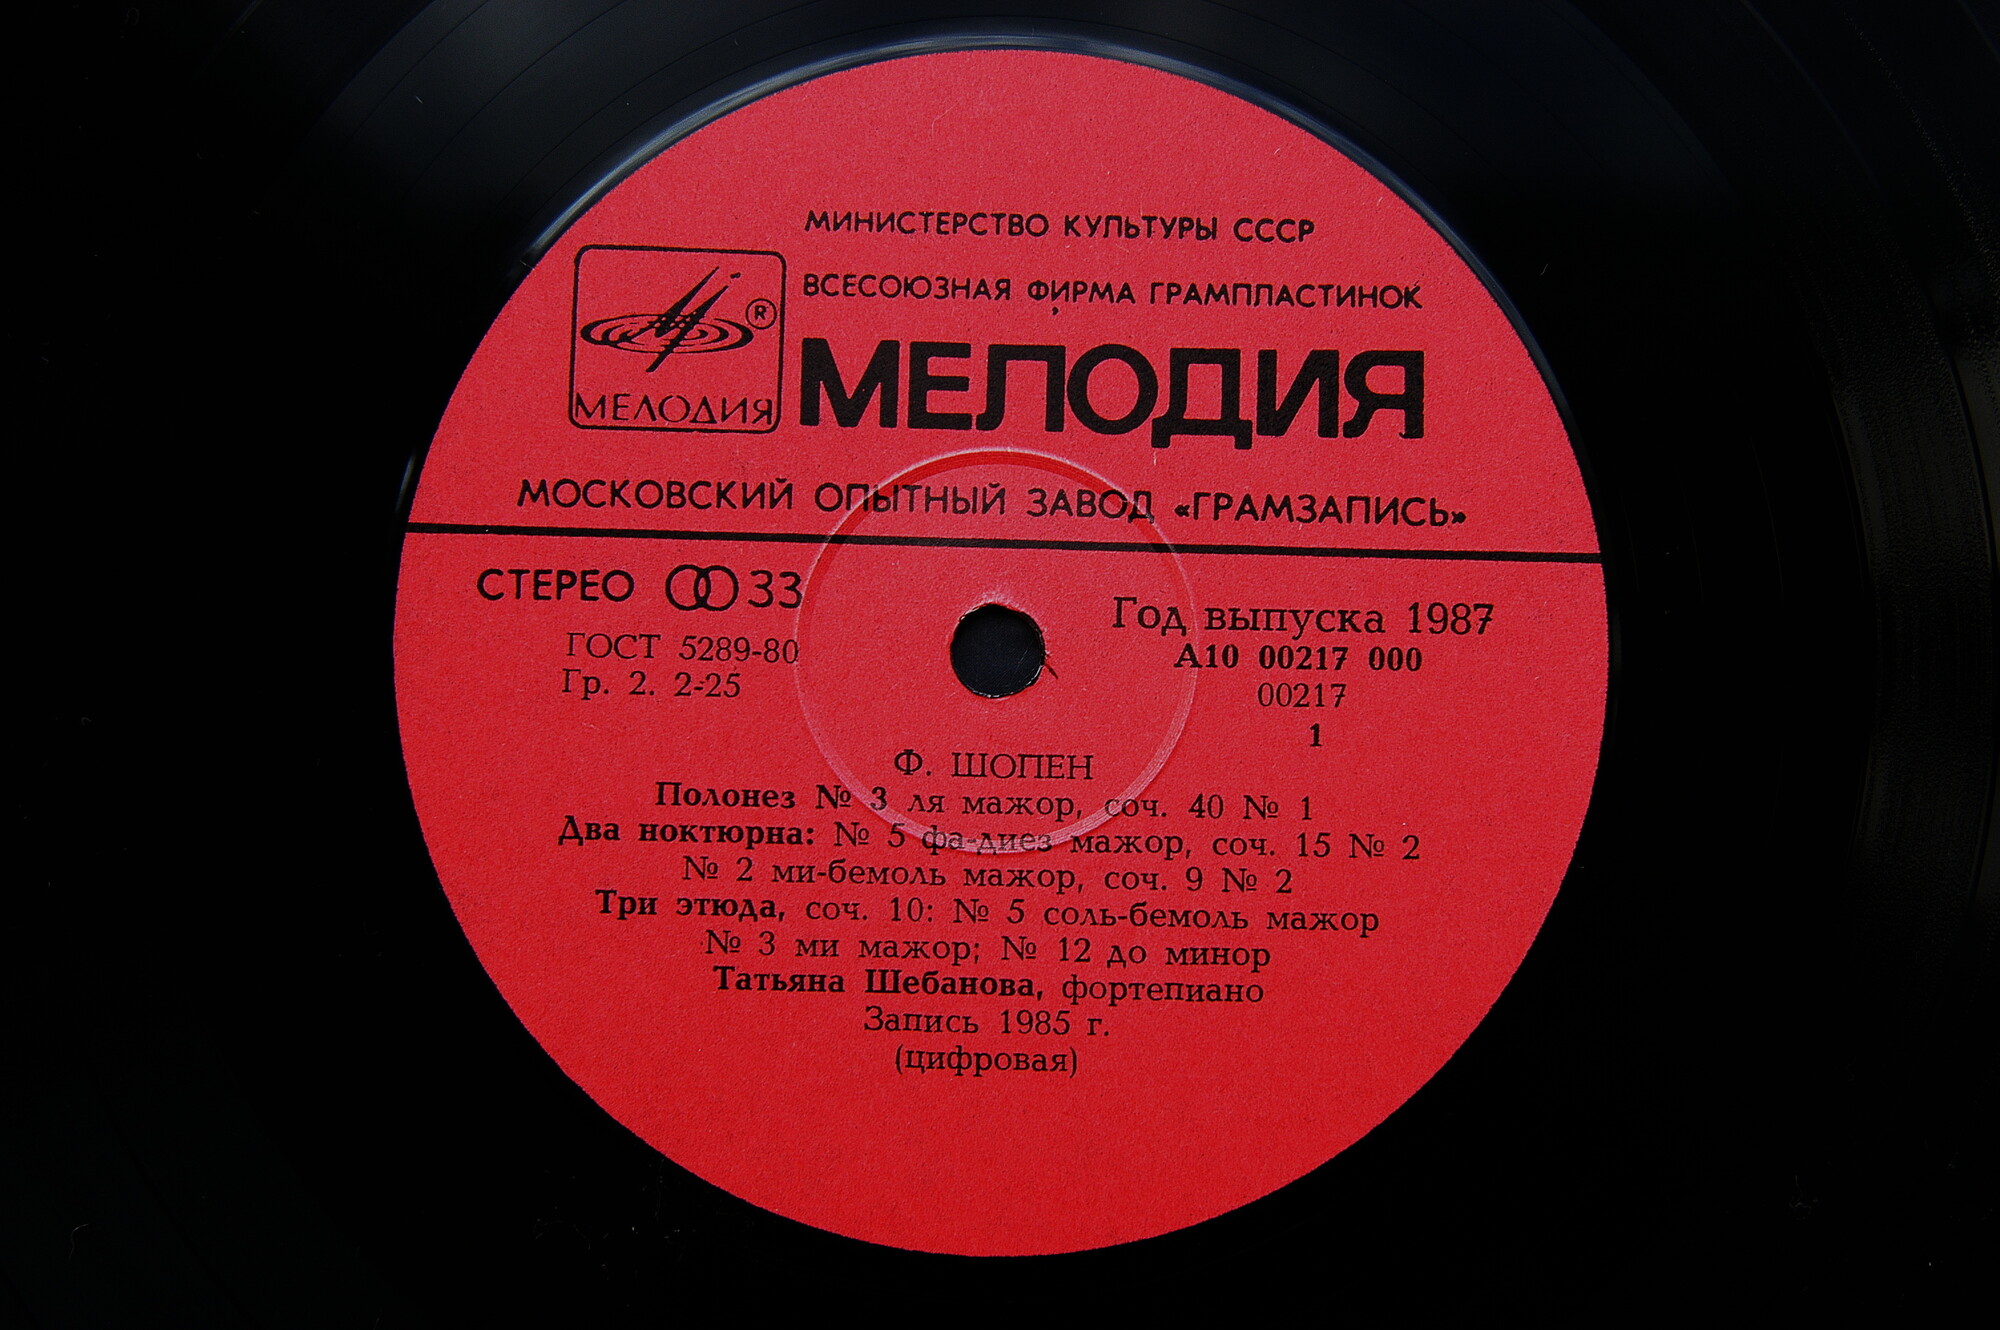 МИНИСТЕРСТВО КУЛЬТУРЫ СССР
ВСЕСОЮЗНАЯ ФИРМА ГРАМПЛАСТИНОК
®
МЕЛОДИЯ
МЕЛОДИЯ
МОСКОВСКИЙ ОПЫТНЫЙ ЗАВОД «ГРАМЗАПИСЬ»
СТЕРЕО 33
ГОСТ 5289-80
Гр. 2. 2-25
Год выпуска 1987
А10 00217 000
00217
1
Ф. ШОПЕН
Полонез № 3 ля мажор, соч. 40 № 1
Два ноктюрна: № 5 фа-диез мажор, соч. 15 № 2
№ 2 ми-бемоль мажор, соч. 9 № 2
Три этюда, соч. 10: № 5 соль-бемоль мажор
№ 3 ми мажор; № 12 до минор
Татьяна Шебанова, фортепиано
Запись 1985 г.
(цифровая)